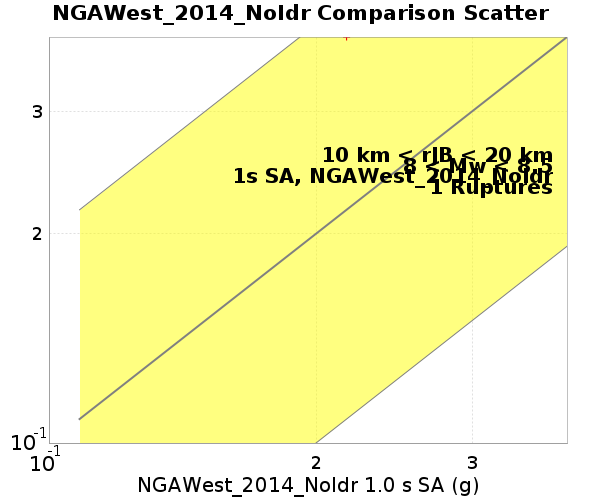 NGAWest_2014_NoIdr Comparison Scatter
3
10 km < rJB < 20 km
8 < Mw < 8.5
1s SA, NGAWest_2014_NoIdr
1 Ruptures
2
10-1
10-1
2
3
NGAWest_2014_NoIdr 1.0 s SA (g)